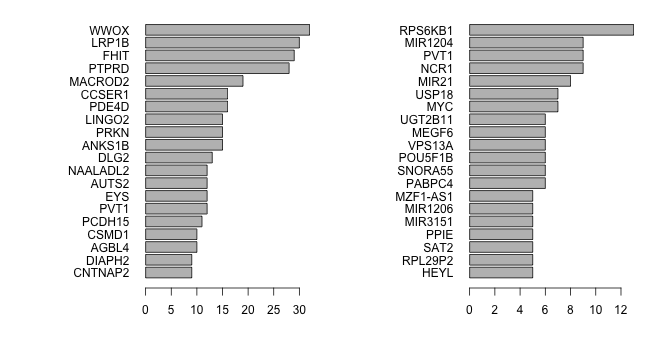 WWOX
LRP1B
FHIT
PTPRD
MACROD2
CCSER1
PDE4D
LINGO2
PRKN
ANKS1B
DLG2
NAALADL2
AUTS2
EYS
PVT1
PCDH15
CSMD1
AGBL4
DIAPH2
CNTNAP2
0 5 10 15 20 25 30
RPS6KB1
MIR1204
PVT1
NCR1
MIR21
USP18
MYC
UGT2B11
MEGF6
VPS13A
POU5F1B
SNORA55
PABPC4
MZF1-AS1
MIR1206
MIR3151
PPIE
SAT2
RPL29P2
HEYL
0 2 4 6 8 10 12